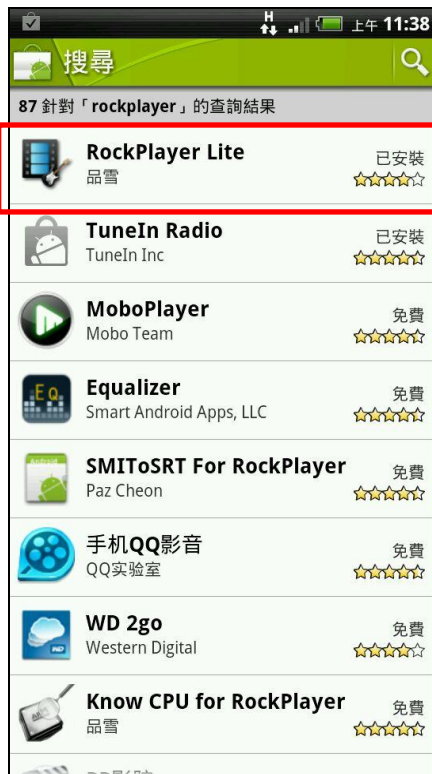 H
上午 11:38
搜尋
87 針對「rockplayer」的查詢結果
RockPlayer Lite
已安裝
品雪
TuneIn Radio
已安裝
TuneIn Inc
MoboPlayer
免費
Mobo Team
Equalizer
免費
Smart Android Apps, LLC
SMIToSRT For RockPlayer
免費
Paz Cheon
手机QQ影音
免費
QQ实验室
WD 2go
免費
Western Digital
Know CPU for RockPlayer
免費
品雪